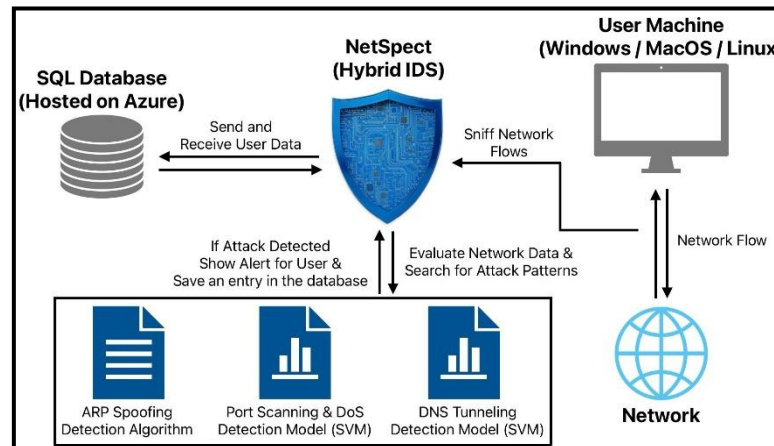 SQL Database
(Hosted on Azure)
NetSpect
(Hybrid IDS)
User Machine
(Windows / MacOS / Linux)
Send and
Receive User Data
Sniff Network
Flows
If Attack Detected
Show Alert for User &
Save an entry in the database
Evaluate Network Data &
Search for Attack Patterns
Network Flow
ARP Spoofing
Detection Algorithm
Port Scanning & DoS
Detection Model (SVM)
DNS Tunneling
Detection Model (SVM)
Network